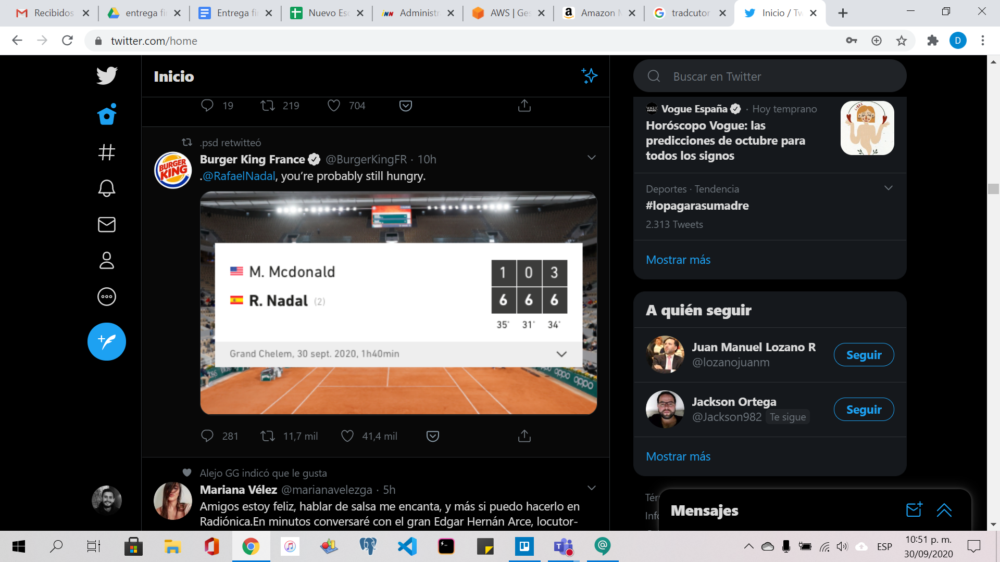 Recibidos
entrega fi
Entrega fi
Nuevo Esc
INN
Administr
AWS | Ges
Amazon M
tradcutor
Inicio / Tw
twitter.com/home
D
Inicio
Buscar en Twitter
19
219
704
.psd retwitteó
Burger King France @BurgerKingFR · 10h
.@RafaelNadal, you’re probably still hungry.
BURGER
KING
M. Mcdonald
1 0 3
R. Nadal (2)
6 6 6
35' 31' 34'
Grand Chelem, 30 sept. 2020, 1h40min
oppo
oppo
281
11,7 mil
41,4 mil
Alejo GG indicó que le gusta
Mariana Vélez @marianavelezga · 5h
Amigos estoy feliz, hablar de salsa me encanta, y más si puedo hacerlo en
Radiónica.En minutos conversaré con el gran Edgar Hernán Arce, locutor-
VOGUE
Vogue España · Hoy temprano
Horóscopo Vogue: las
predicciones de octubre para
todos los signos
LIBRA
Deportes · Tendencia
#lopagarasumadre
2.313 Tweets
Mostrar más
A quién seguir
Juan Manuel Lozano R
@lozanojuanm
Seguir
Jackson Ortega
@Jackson982 Te sigue
Seguir
Mostrar más
Tér
Info
Mensajes
ESP
10:51 p. m.
30/09/2020